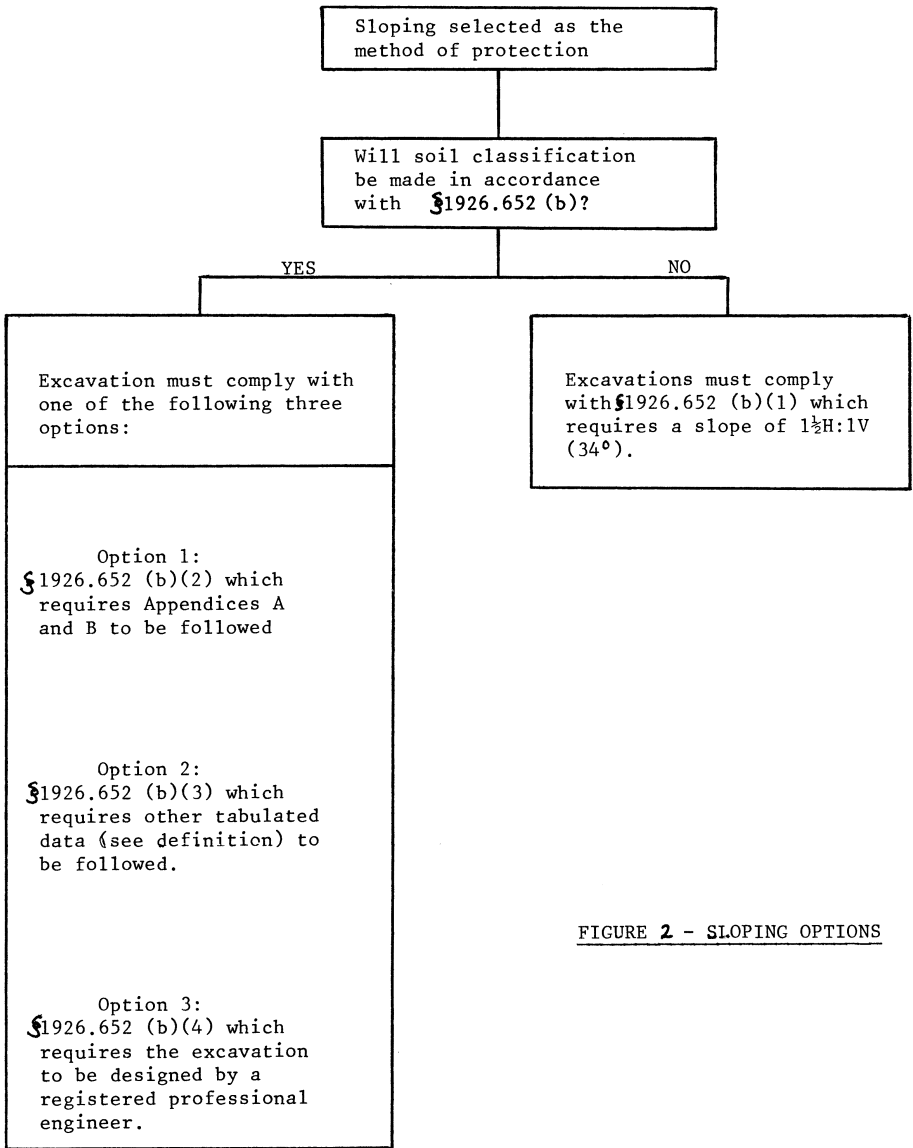 Sloping selected as the
method of protection
Will soil classification
be made in accordance
with §1926.652 (b)?
YES
NO
Excavation must comply with
one of the following three
options:
Option 1:
§1926.652 (b)(2) which
requires Appendices A
and B to be followed
Option 2:
§1926.652 (b)(3) which
requires other tabulated
data (see definition) to
be followed.
Option 3:
§1926.652 (b)(4) which
requires the excavation
to be designed by a
registered professional
engineer.
Excavations must comply
with §1926.652 (b)(1) which
requires a slope of 1½H:1V
(34°).
FIGURE 2 - SLOPING OPTIONS